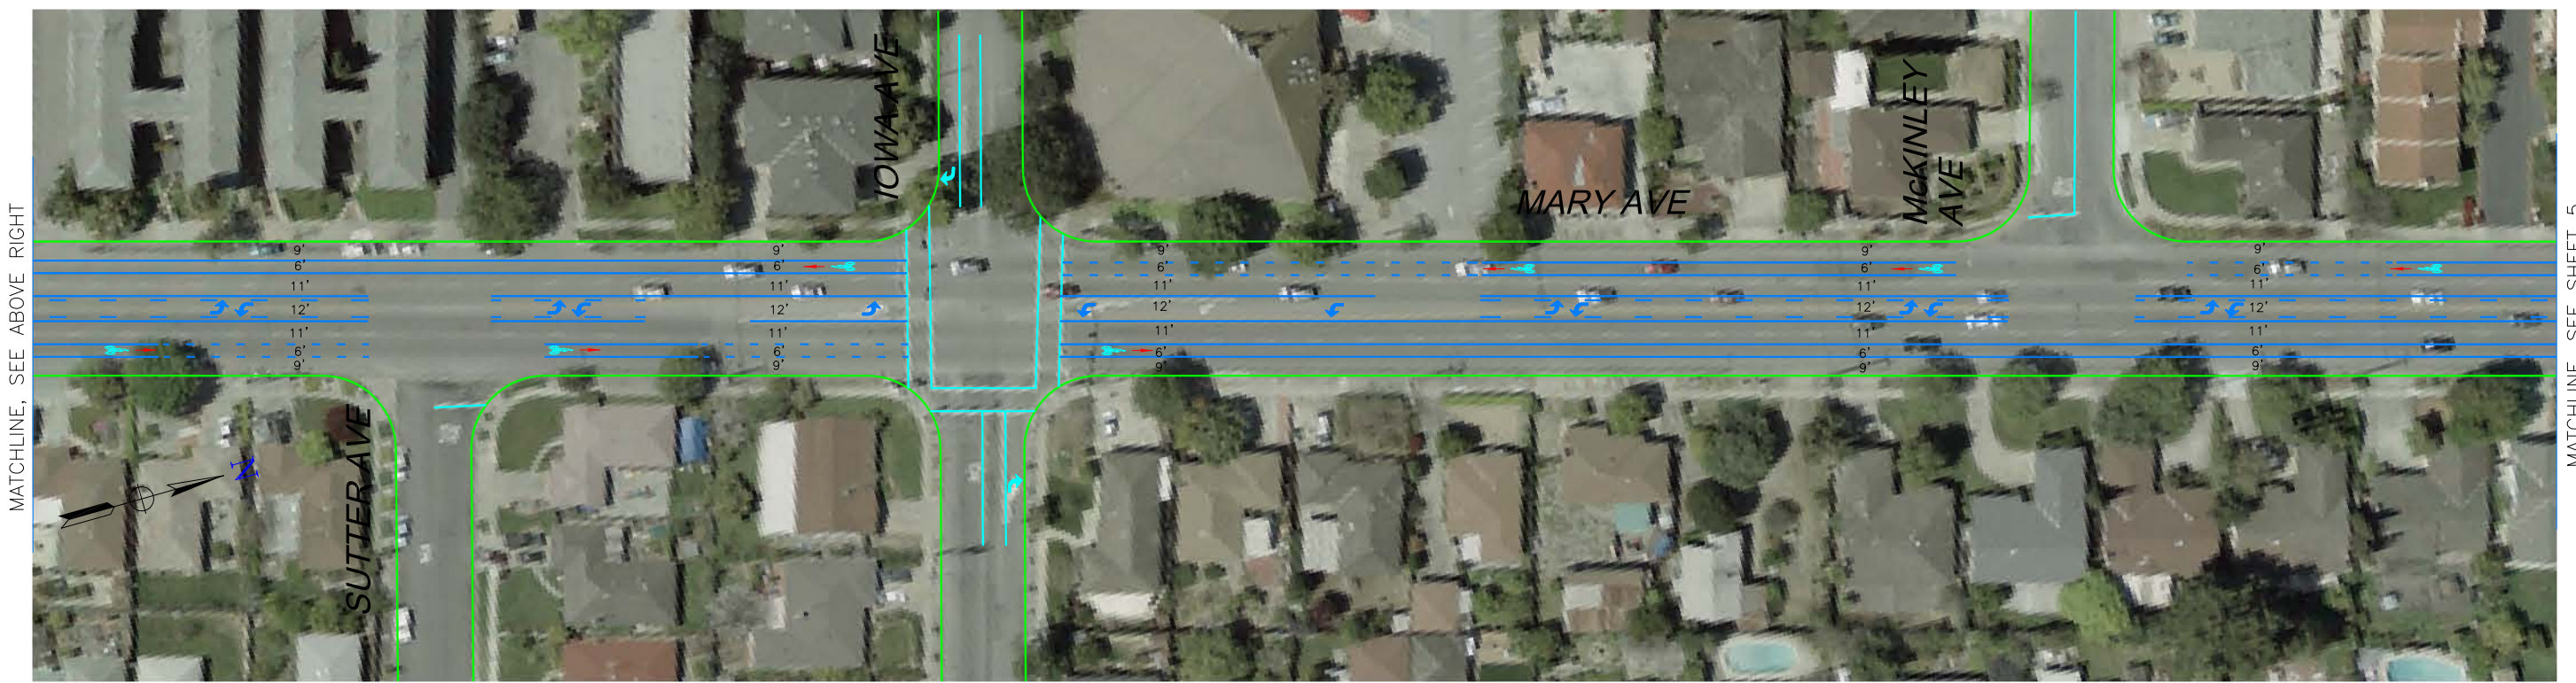 MATCHLINE, SEE ABOVE RIGHT
IOWA AVE
MARY AVE
McKINLEY
AVE
SUTTER AVE
N
MATCHLINE, SEE SHEET 5
9' 9' 9' 9' 9'
6' 6' 6' 6' 6'
11' 11' 11' 11' 11'
12' 12' 12' 12' 12'
11' 11' 11' 11' 11'
6' 6' 6' 6' 6'
9' 9' 9' 9' 9'